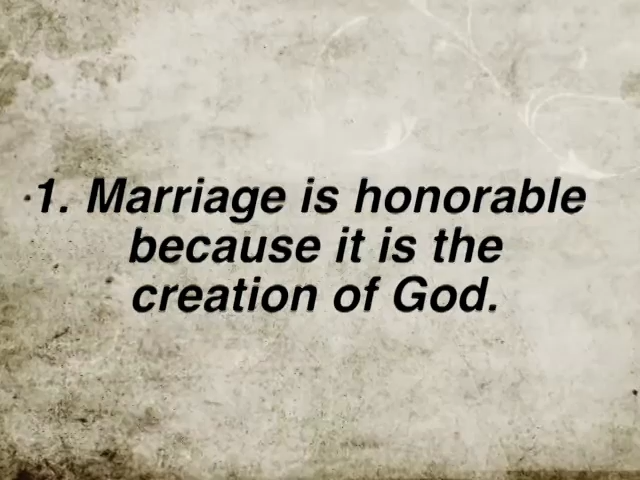 1. Marriage is honorable
because it is the
creation of God.